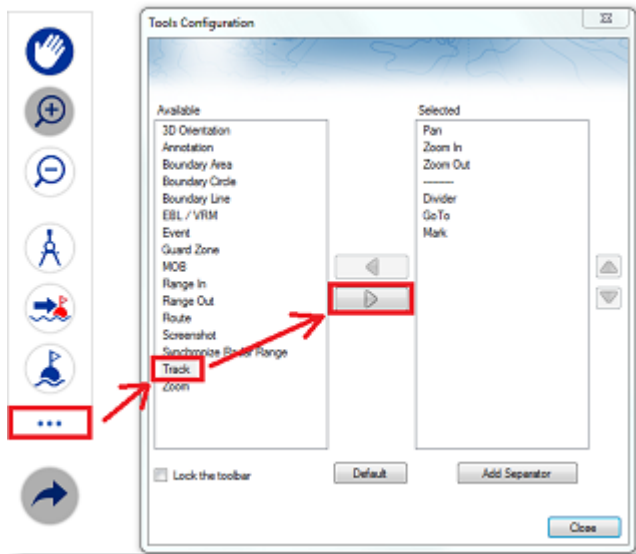 Tools Configuration
Available
3D Orientation
Annotation
Boundary Area
Boundary Circle
Boundary Line
EBL / VRM
Event
Guard Zone
MOB
Range In
Range Out
Route
Screenshot
Synchronize Radar Range
Track
Zoom
Selected
Pan
Zoom In
Zoom Out
--------
Divider
GoTo
Mark
Lock the toolbar
Default
Add Separator
Close